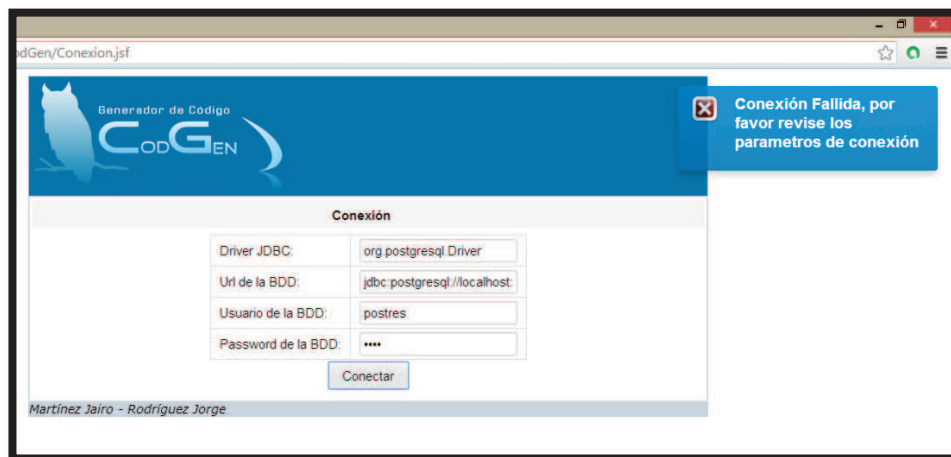 odGen/Conexion.jsf
Generador de Código
CODGEN
Conexión Fallida, por
favor revise los
parametros de conexión
Conexión
Driver JDBC: org.postgresql.Driver
Url de la BDD: jdbc:postgresql://localhost:
Usuario de la BDD: postres
Password de la BDD: ••••
Conectar
Martínez Jairo - Rodríguez Jorge